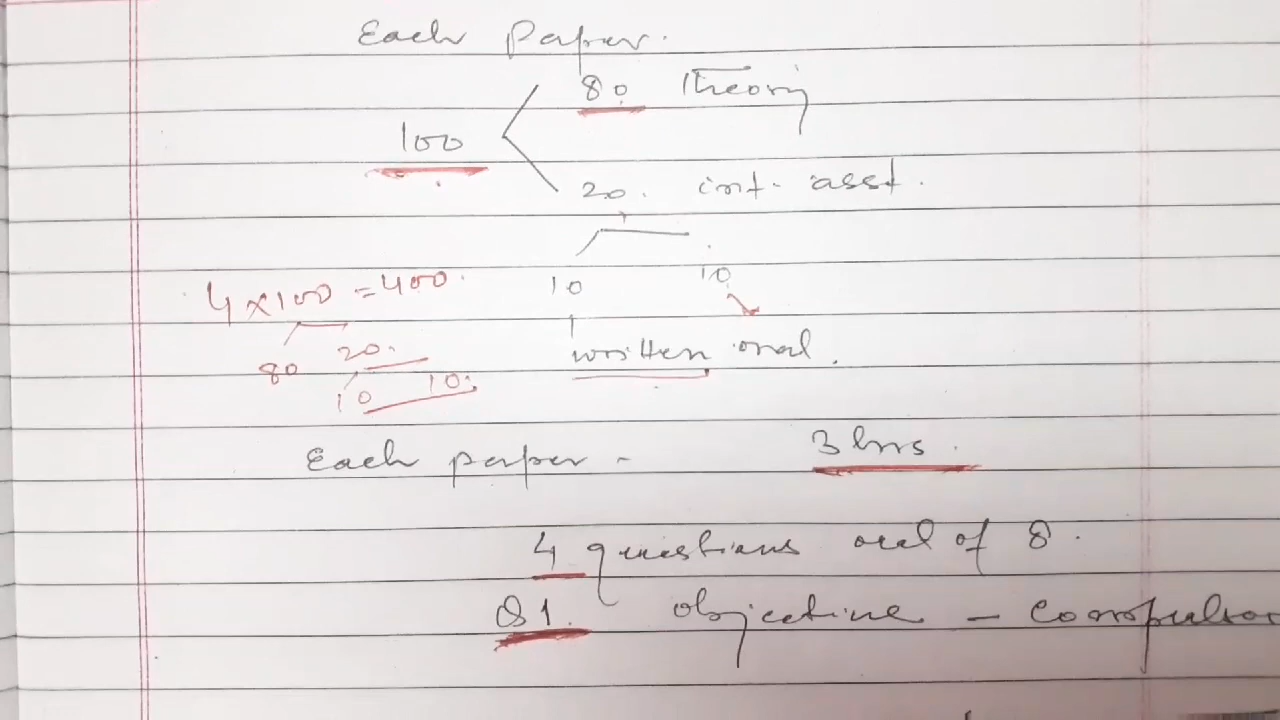 Each Paper.
80 Theory
100
20. int. asst.
4 x 100 = 400.
10 10
80 20.
written oral.
10 10.
Each paper - 3 hrs.
4 questions out of 8.
Q1. objective - Compulso